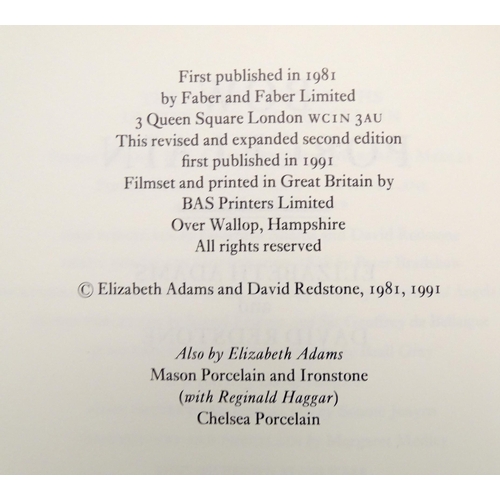 First published in 1981
by Faber and Faber Limited
3 Queen Square London WC1N 3AU
This revised and expanded second edition
first published in 1991
Filmset and printed in Great Britain by
BAS Printers Limited
Over Wallop, Hampshire
All rights reserved
© Elizabeth Adams and David Redstone, 1981, 1991
Also by Elizabeth Adams
Mason Porcelain and Ironstone
(with Reginald Haggar)
Chelsea Porcelain